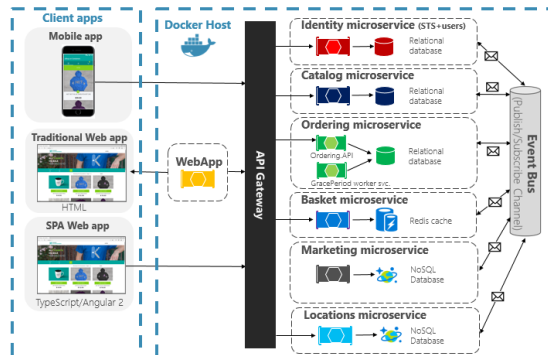 Client apps
Mobile app
Traditional Web app
HTML
SPA Web app
TypeScript/Angular 2
Docker Host
WebApp
API Gateway
Identity microservice (STS+users)
Relational
database
Catalog microservice
Relational
database
Ordering microservice
Ordering API
Relational
database
GracePeriod worker svc.
Basket microservice
Redis cache
Marketing microservice
NoSQL
Database
Locations microservice
NoSQL
Database
Event Bus
(Publish/Subscribe Channel)